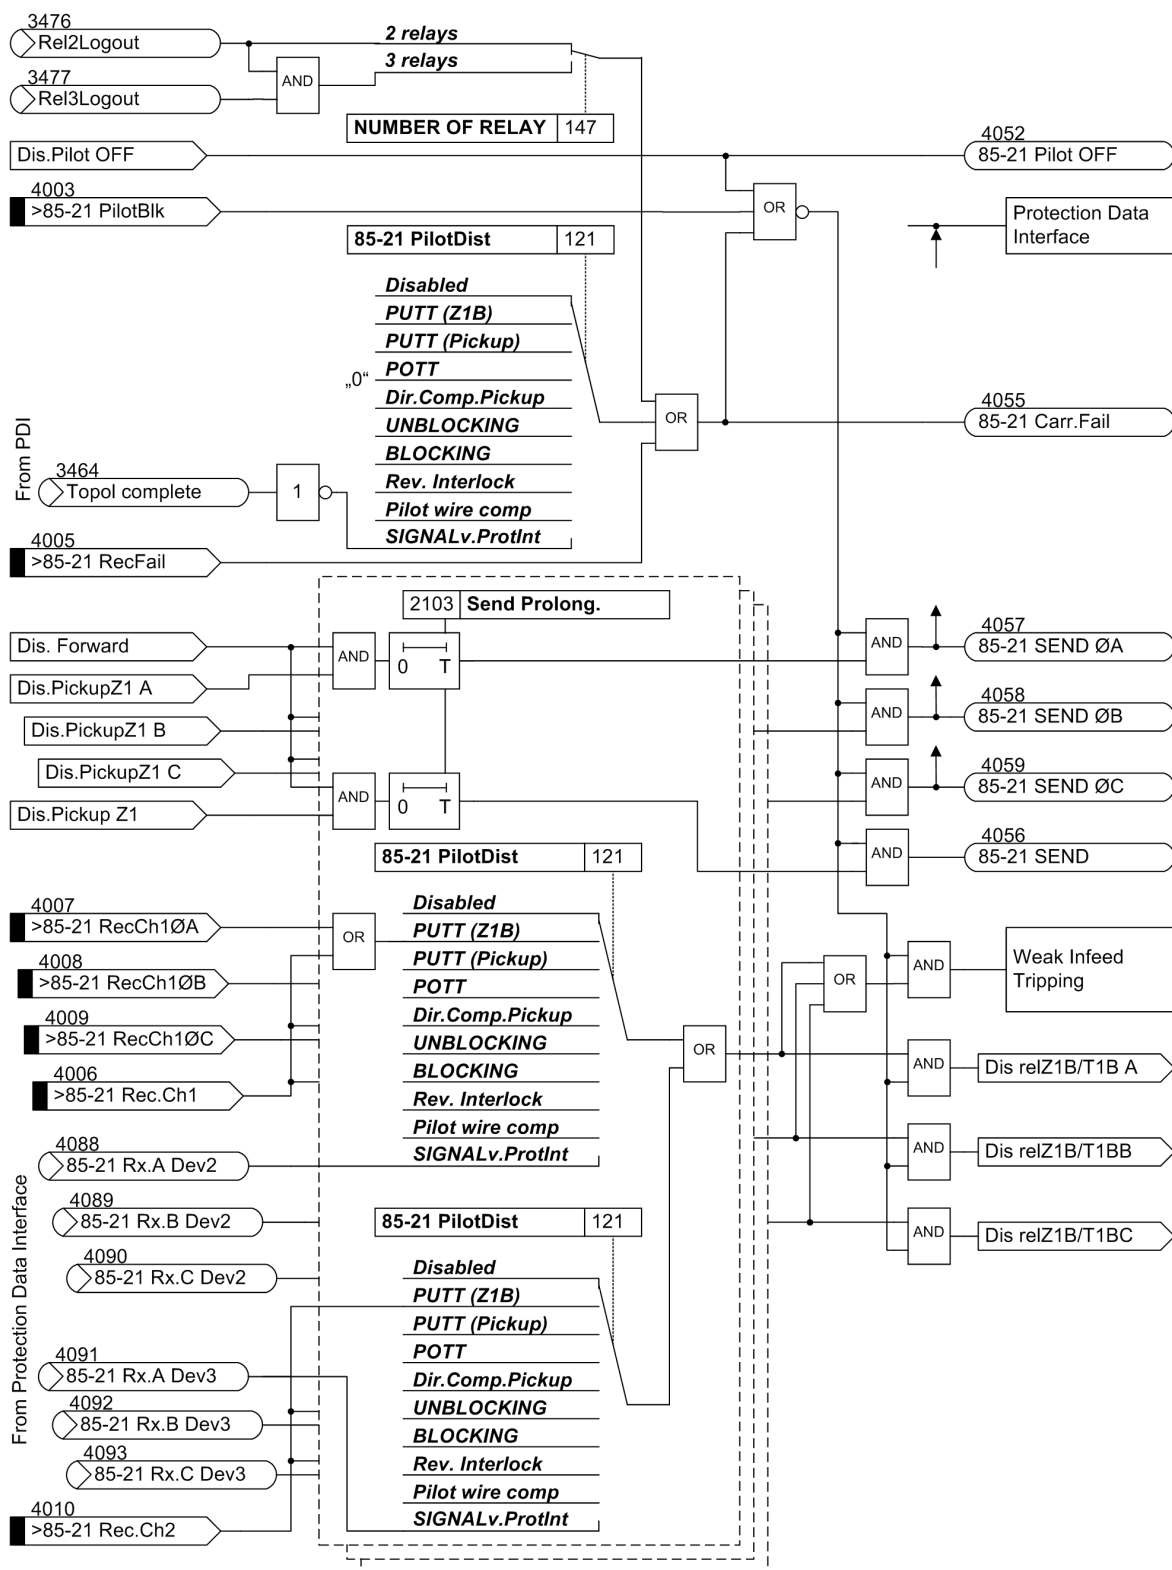 3476
Rel2Logout
2 relays
3 relays
AND
3477
Rel3Logout
NUMBER OF RELAY 147
Dis.Pilot OFF
4052
85-21 Pilot OFF
4003
>85-21 PilotBlk
OR
Protection Data
Interface
85-21 PilotDist 121
Disabled
PUTT (Z1B)
PUTT (Pickup)
POTT
„0“
Dir.Comp.Pickup
UNBLOCKING
BLOCKING
Rev. Interlock
Pilot wire comp
SIGNALv.ProtInt
OR
4055
85-21 Carr.Fail
From PDI
3464
Topol complete
1
4005
>85-21 RecFail
2103 Send Prolong.
Dis. Forward
AND
0 T
AND
4057
85-21 SEND ØA
Dis.PickupZ1 A
Dis.PickupZ1 B
AND
4058
85-21 SEND ØB
Dis.PickupZ1 C
AND
4059
85-21 SEND ØC
Dis.Pickup Z1
AND
0 T
AND
4056
85-21 SEND
85-21 PilotDist 121
Disabled
PUTT (Z1B)
PUTT (Pickup)
POTT
Dir.Comp.Pickup
UNBLOCKING
BLOCKING
Rev. Interlock
Pilot wire comp
SIGNALv.ProtInt
4007
>85-21 RecCh1ØA
OR
4008
>85-21 RecCh1ØB
4009
>85-21 RecCh1ØC
4006
>85-21 Rec.Ch1
OR
OR
AND
Weak Infeed
Tripping
AND
Dis relZ1B/T1B A
AND
Dis relZ1B/T1BB
AND
Dis relZ1B/T1BC
From Protection Data Interface
4088
85-21 Rx.A Dev2
4089
85-21 Rx.B Dev2
4090
85-21 Rx.C Dev2
85-21 PilotDist 121
Disabled
PUTT (Z1B)
PUTT (Pickup)
POTT
Dir.Comp.Pickup
UNBLOCKING
BLOCKING
Rev. Interlock
Pilot wire comp
SIGNALv.ProtInt
4091
85-21 Rx.A Dev3
4092
85-21 Rx.B Dev3
4093
85-21 Rx.C Dev3
4010
>85-21 Rec.Ch2